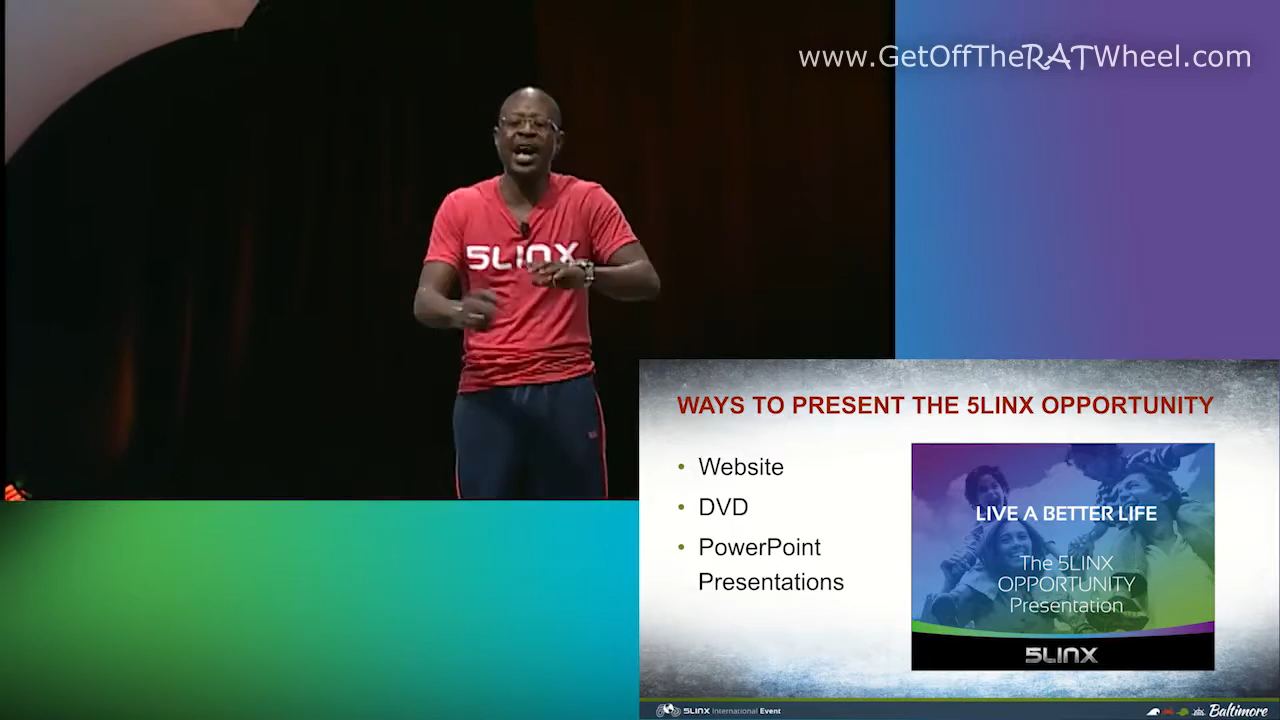 www.GetOffTheRATWheel.com
5LINX
WAYS TO PRESENT THE 5LINX OPPORTUNITY
• Website
• DVD
• PowerPoint
Presentations
LIVE A BETTER LIFE
The 5LINX
OPPORTUNITY
Presentation
5LINX
5LINX International Event
Baltimore